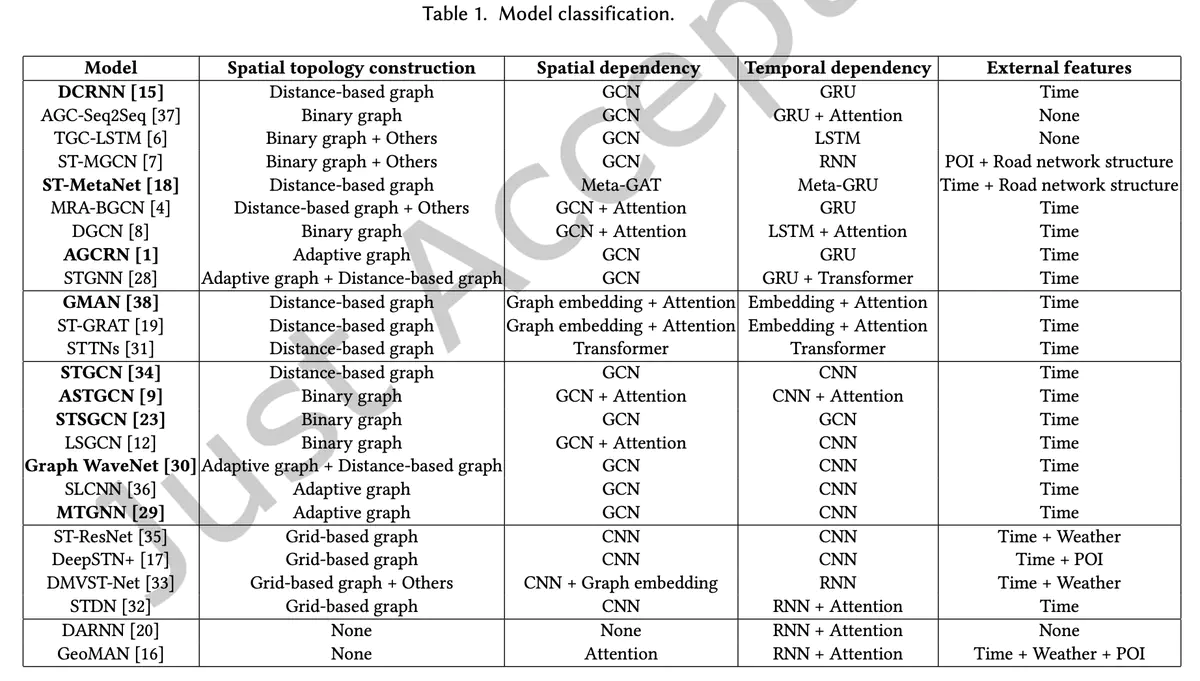 Table 1. Model classification.
Model Spatial topology construction Spatial dependency Temporal dependency External features
DCRNN [15] Distance-based graph GCN GRU Time
AGC-Seq2Seq [37] Binary graph GCN GRU + Attention None
TGC-LSTM [6] Binary graph + Others GCN LSTM None
ST-MGCN [7] Binary graph + Others GCN RNN POI + Road network structure
ST-MetaNet [18] Distance-based graph Meta-GAT Meta-GRU Time + Road network structure
MRA-BGCN [4] Distance-based graph + Others GCN + Attention GRU Time
DGCN [8] Binary graph GCN + Attention LSTM + Attention Time
AGCRN [1] Adaptive graph GCN GRU Time
STGNN [28] Adaptive graph + Distance-based graph GCN GRU + Transformer Time
GMAN [38] Distance-based graph Graph embedding + Attention Embedding + Attention Time
ST-GRAT [19] Distance-based graph Graph embedding + Attention Embedding + Attention Time
STTNs [31] Distance-based graph Transformer Transformer Time
STGCN [34] Distance-based graph GCN CNN Time
ASTGCN [9] Binary graph GCN + Attention CNN + Attention Time
STSGCN [23] Binary graph GCN GCN Time
LSGCN [12] Binary graph GCN + Attention CNN Time
Graph WaveNet [30] Adaptive graph + Distance-based graph GCN CNN Time
SLCNN [36] Adaptive graph GCN CNN Time
MTGNN [29] Adaptive graph GCN CNN Time
ST-ResNet [35] Grid-based graph CNN CNN Time + Weather
DeepSTN+ [17] Grid-based graph CNN CNN Time + POI
DMVST-Net [33] Grid-based graph + Others CNN + Graph embedding RNN Time + Weather
STDN [32] Grid-based graph CNN RNN + Attention Time
DARNN [20] None None RNN + Attention None
GeoMAN [16] None Attention RNN + Attention Time + Weather + POI
Just Accept